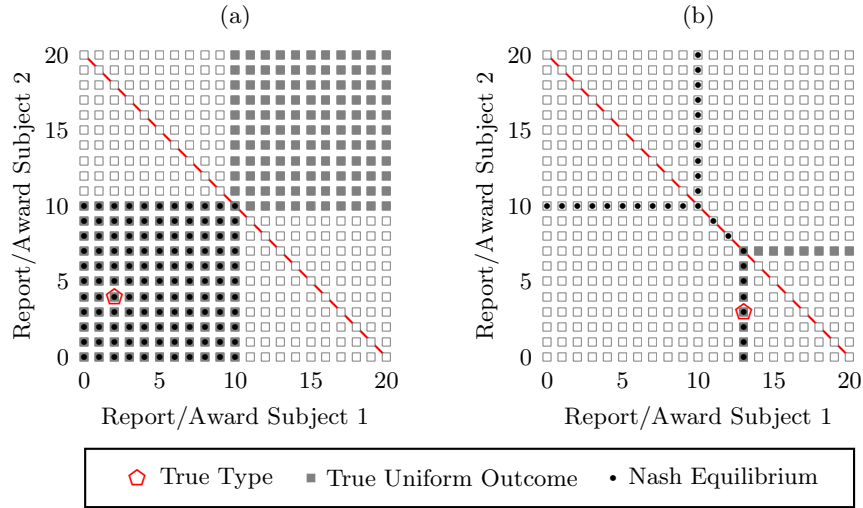 (a)
Report/Award Subject 2
20
15
10
5
0
0 5 10 15 20
Report/Award Subject 1
(b)
Report/Award Subject 2
20
15
10
5
0
0 5 10 15 20
Report/Award Subject 1
True Type True Uniform Outcome Nash Equilibrium